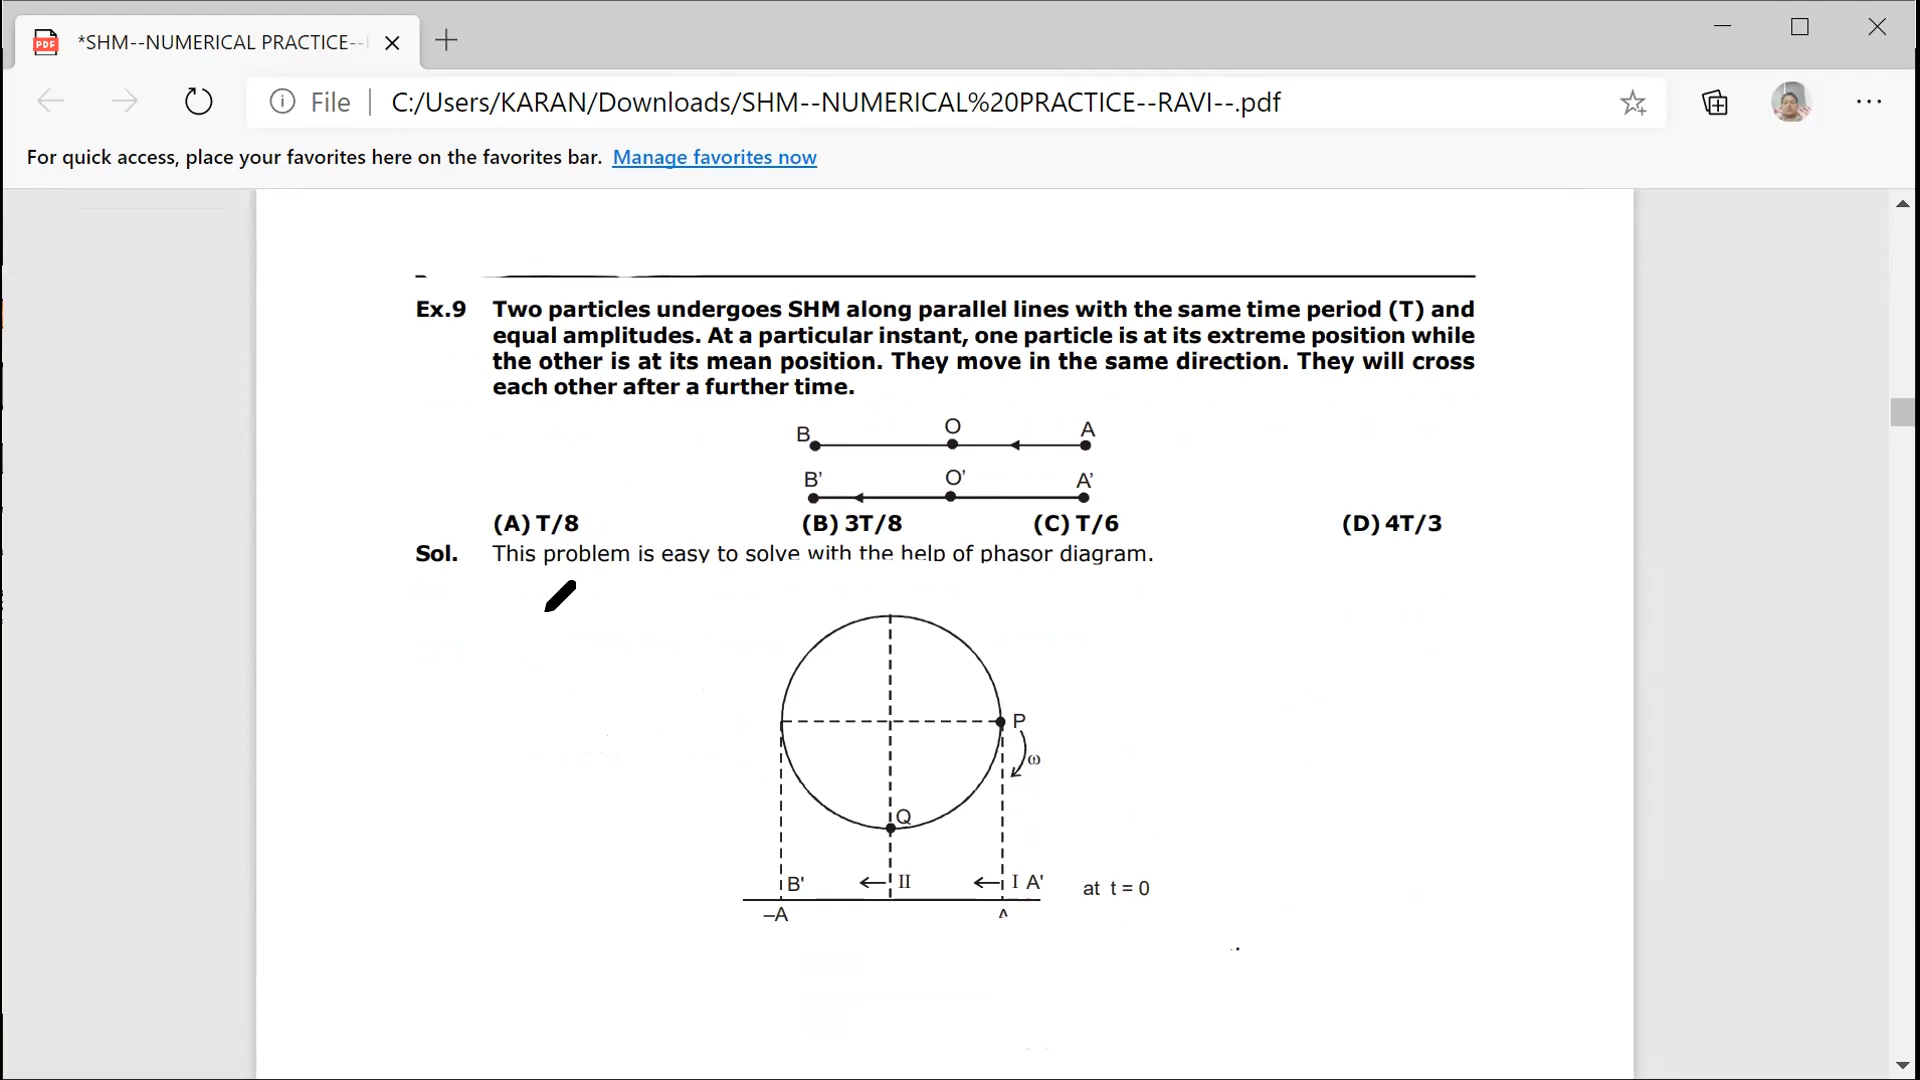 *SHM--NUMERICAL PRACTICE--
File
C:/Users/KARAN/Downloads/SHM--NUMERICAL%20PRACTICE--RAVI--.pdf
For quick access, place your favorites here on the favorites bar. Manage favorites now
Ex.9 Two particles undergoes SHM along parallel lines with the same time period (T) and
equal amplitudes. At a particular instant, one particle is at its extreme position while
the other is at its mean position. They move in the same direction. They will cross
each other after a further time.
B O A
B' O' A'
(A) T/8 (B) 3T/8 (C) T/6 (D) 4T/3
Sol. This problem is easy to solve with the help of phasor diagram.
P
ω
Q
B' II I A' at t = 0
–A